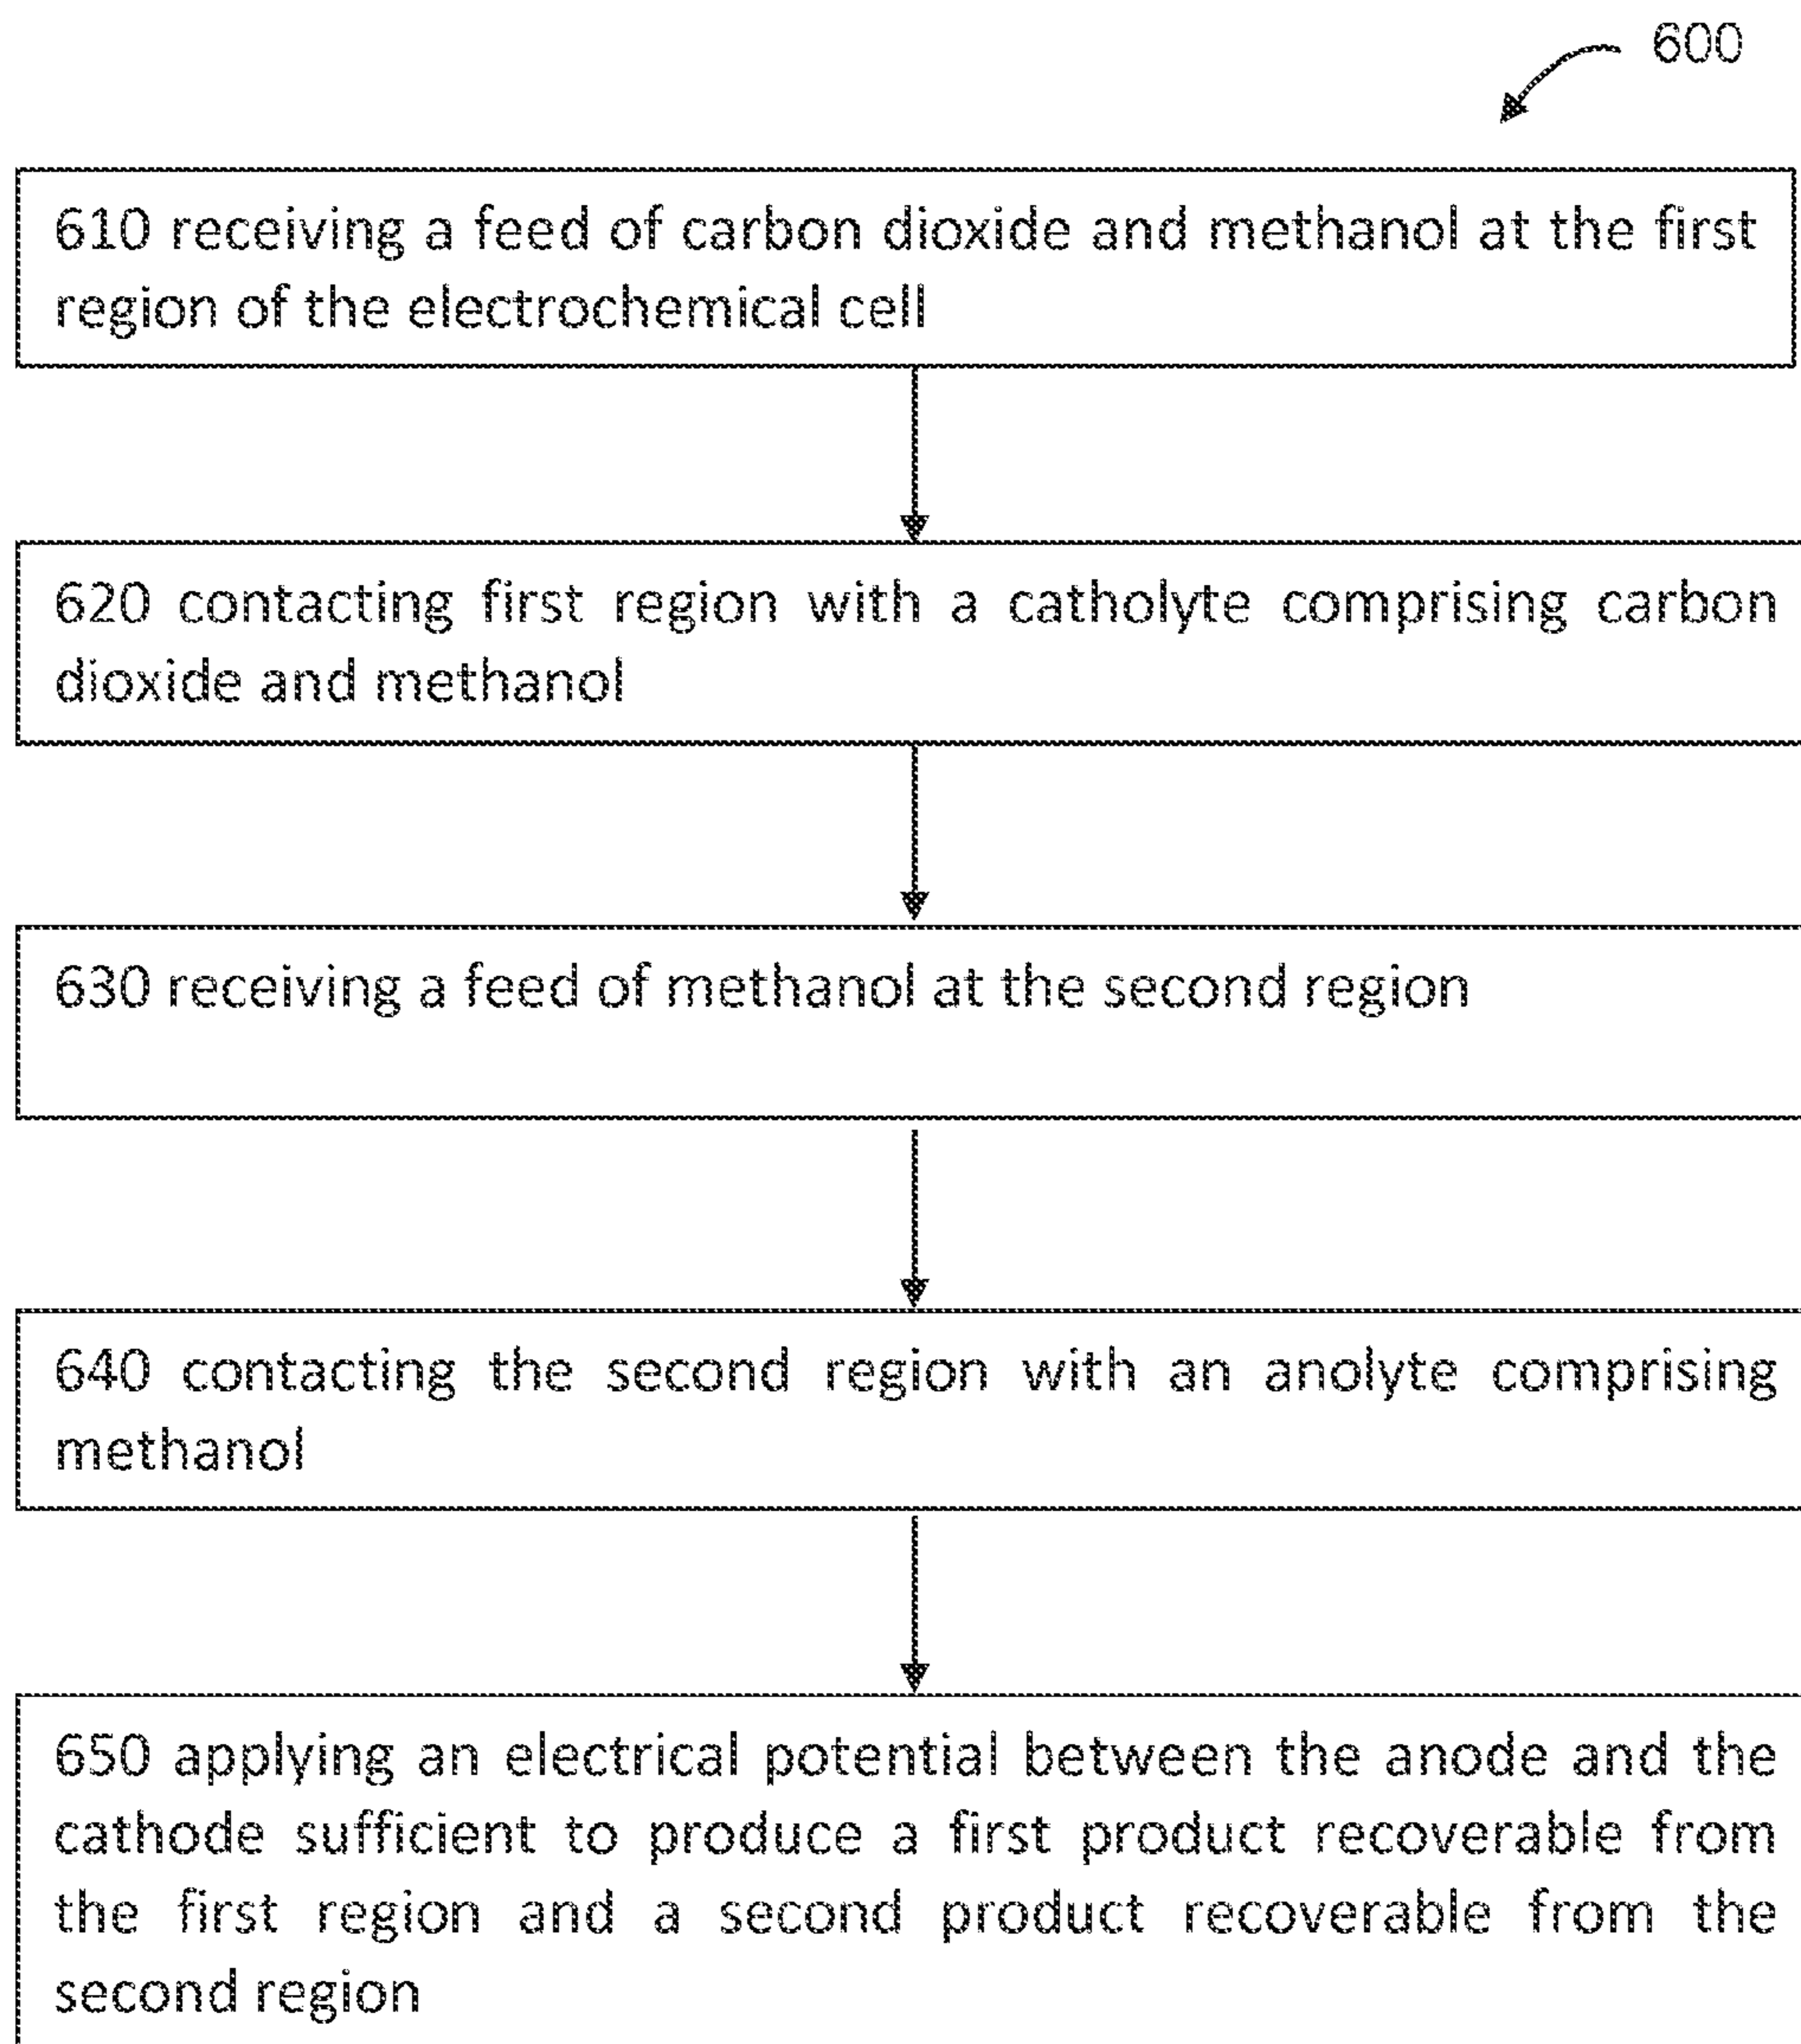 600
610 receiving a feed of carbon dioxide and methanol at the first
region of the electrochemical cell
620 contacting first region with a catholyte comprising carbon
dioxide and methanol
630 receiving a feed of methanol at the second region
640 contacting the second region with an anolyte comprising
methanol
650 applying an electrical potential between the anode and the
cathode sufficient to produce a first product recoverable from
the first region and a second product recoverable from the
second region